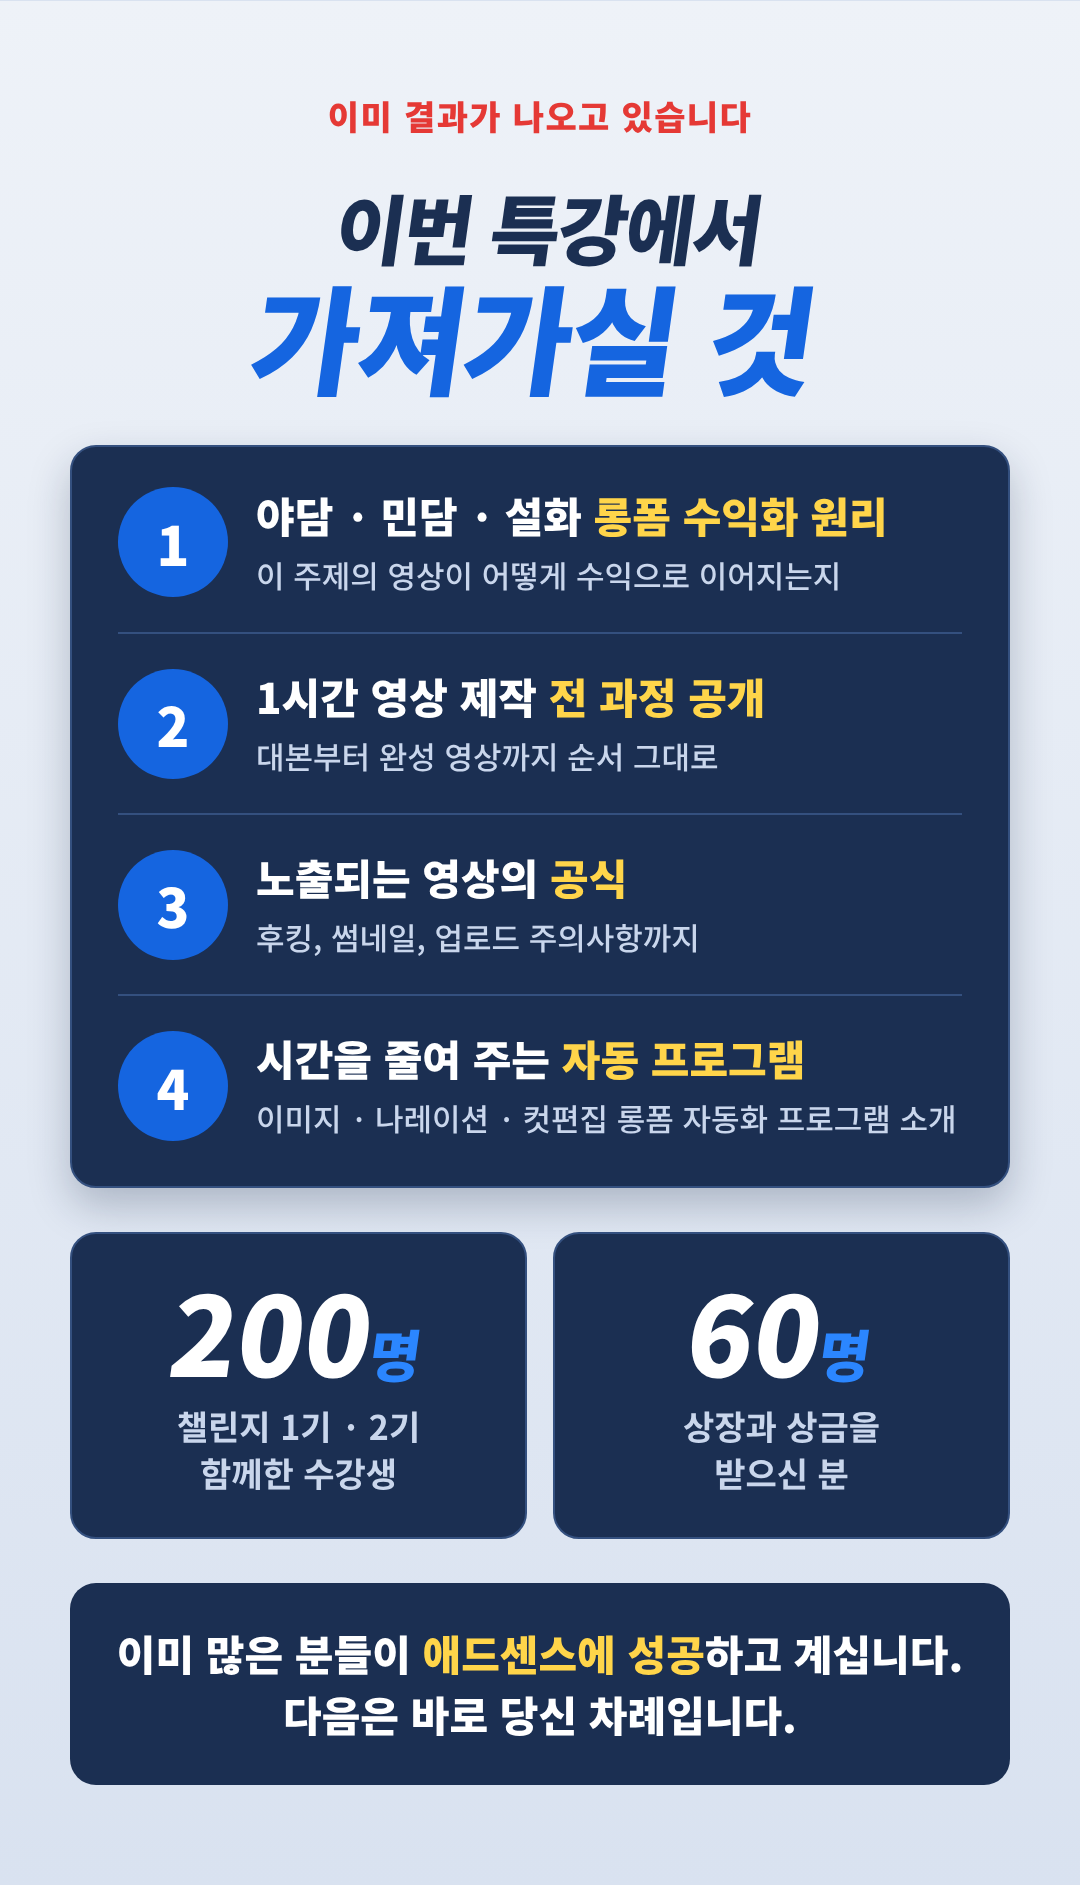 이미 결과가 나오고 있습니다
이번 특강에서
가져가실 것
1
야담 · 민담 · 설화 롱폼 수익화 원리
이 주제의 영상이 어떻게 수익으로 이어지는지
2
1시간 영상 제작 전 과정 공개
대본부터 완성 영상까지 순서 그대로
3
노출되는 영상의 공식
후킹, 썸네일, 업로드 주의사항까지
4
시간을 줄여 주는 자동 프로그램
이미지 · 나레이션 · 컷편집 롱폼 자동화 프로그램 소개
200명
챌린지 1기 · 2기
함께한 수강생
60명
상장과 상금을
받으신 분
이미 많은 분들이 애드센스에 성공하고 계십니다.
다음은 바로 당신 차례입니다.